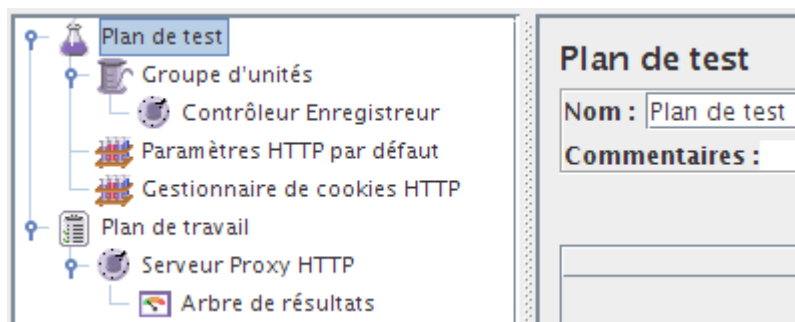 Plan de test
Groupe d'unités
Contrôleur Enregistreur
Paramètres HTTP par défaut
Gestionnaire de cookies HTTP
Plan de travail
Serveur Proxy HTTP
Arbre de résultats
Plan de test
Nom : Plan de test
Commentaires :